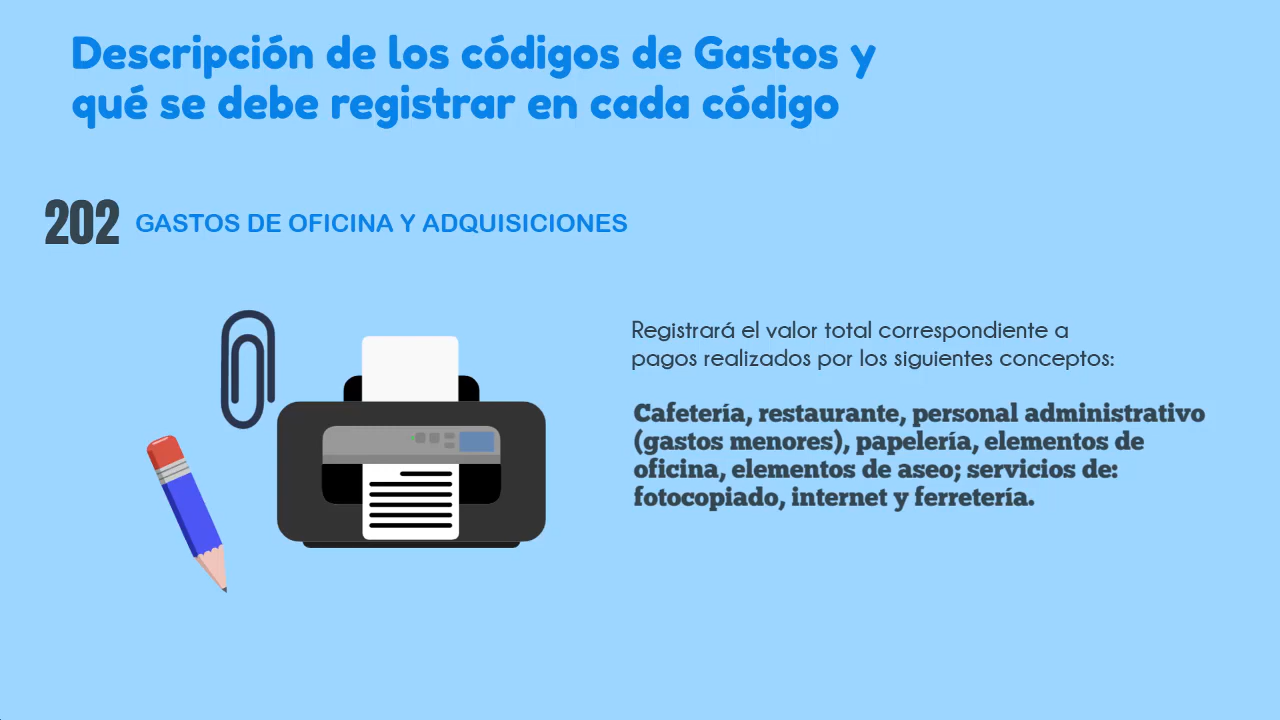 Descripción de los códigos de Gastos y
qué se debe registrar en cada código
202 GASTOS DE OFICINA Y ADQUISICIONES
Registrará el valor total correspondiente a
pagos realizados por los siguientes conceptos:
Cafetería, restaurante, personal administrativo
(gastos menores), papelería, elementos de
oficina, elementos de aseo; servicios de:
fotocopiado, internet y ferretería.